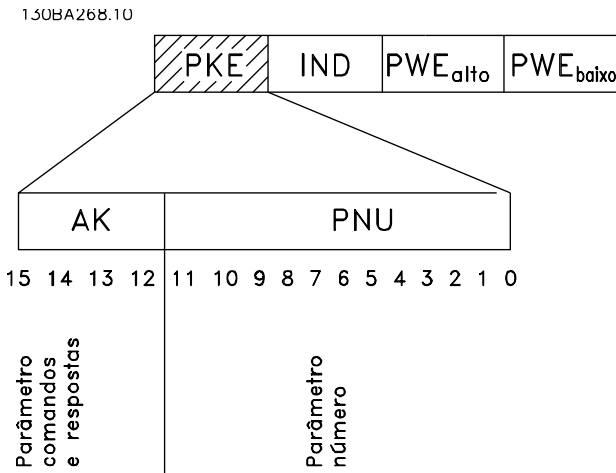 130BA268.10
PKE IND PWEalto PWEbaixo
AK PNU
15 14 13 12 11 10 9 8 7 6 5 4 3 2 1 0
Parâmetro
comandos
e respostas
Parâmetro
número